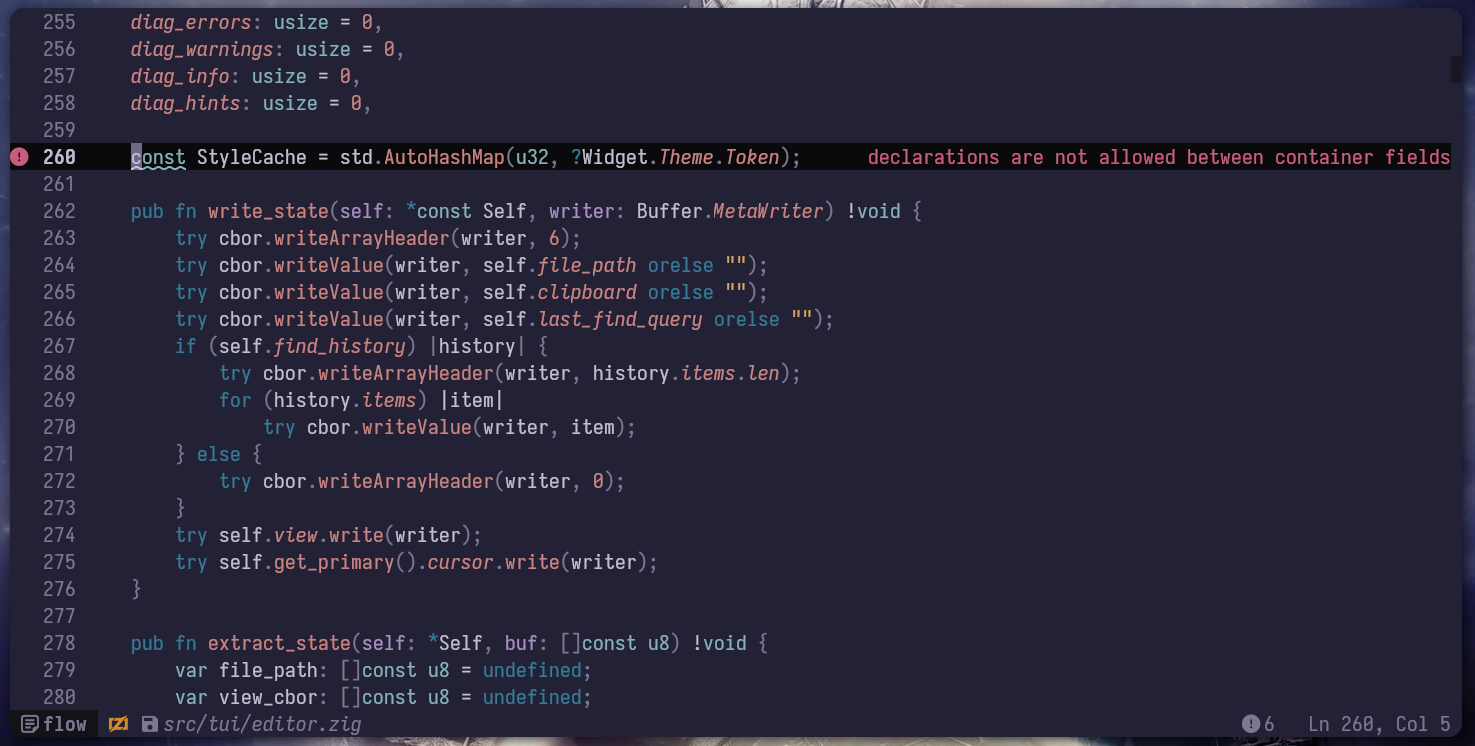 255     diag_errors: usize = 0,
256     diag_warnings: usize = 0,
257     diag_info: usize = 0,
258     diag_hints: usize = 0,
259
260     const StyleCache = std.AutoHashMap(u32, ?Widget.Theme.Token);      declarations are not allowed between container fields
261
262     pub fn write_state(self: *const Self, writer: Buffer.MetaWriter) !void {
263         try cbor.writeArrayHeader(writer, 6);
264         try cbor.writeValue(writer, self.file_path orelse "");
265         try cbor.writeValue(writer, self.clipboard orelse "");
266         try cbor.writeValue(writer, self.last_find_query orelse "");
267         if (self.find_history) |history| {
268             try cbor.writeArrayHeader(writer, history.items.len);
269             for (history.items) |item|
270                 try cbor.writeValue(writer, item);
271         } else {
272             try cbor.writeArrayHeader(writer, 0);
273         }
274         try self.view.write(writer);
275         try self.get_primary().cursor.write(writer);
276     }
277
278     pub fn extract_state(self: *Self, buf: []const u8) !void {
279         var file_path: []const u8 = undefined;
280         var view_cbor: []const u8 = undefined;
flow src/tui/editor.zig 6 Ln 260, Col 5